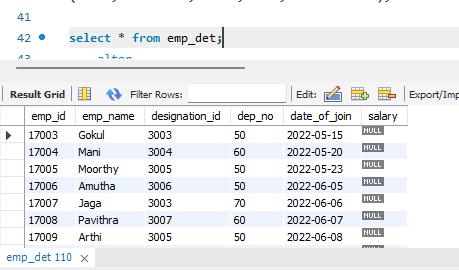 41
42 select * from emp_det;
43
Result Grid Filter Rows: Edit: Export/Imp
emp_id emp_name designation_id dep_no date_of_join salary
17003 Gokul 3003 50 2022-05-15 NULL
17004 Mani 3004 60 2022-05-20 NULL
17005 Moorthy 3005 50 2022-05-23 NULL
17006 Amutha 3006 50 2022-06-05 NULL
17007 Jaga 3003 70 2022-06-06 NULL
17008 Pavithra 3007 60 2022-06-07 NULL
17009 Arthi 3005 50 2022-06-08 NULL
emp_det 110